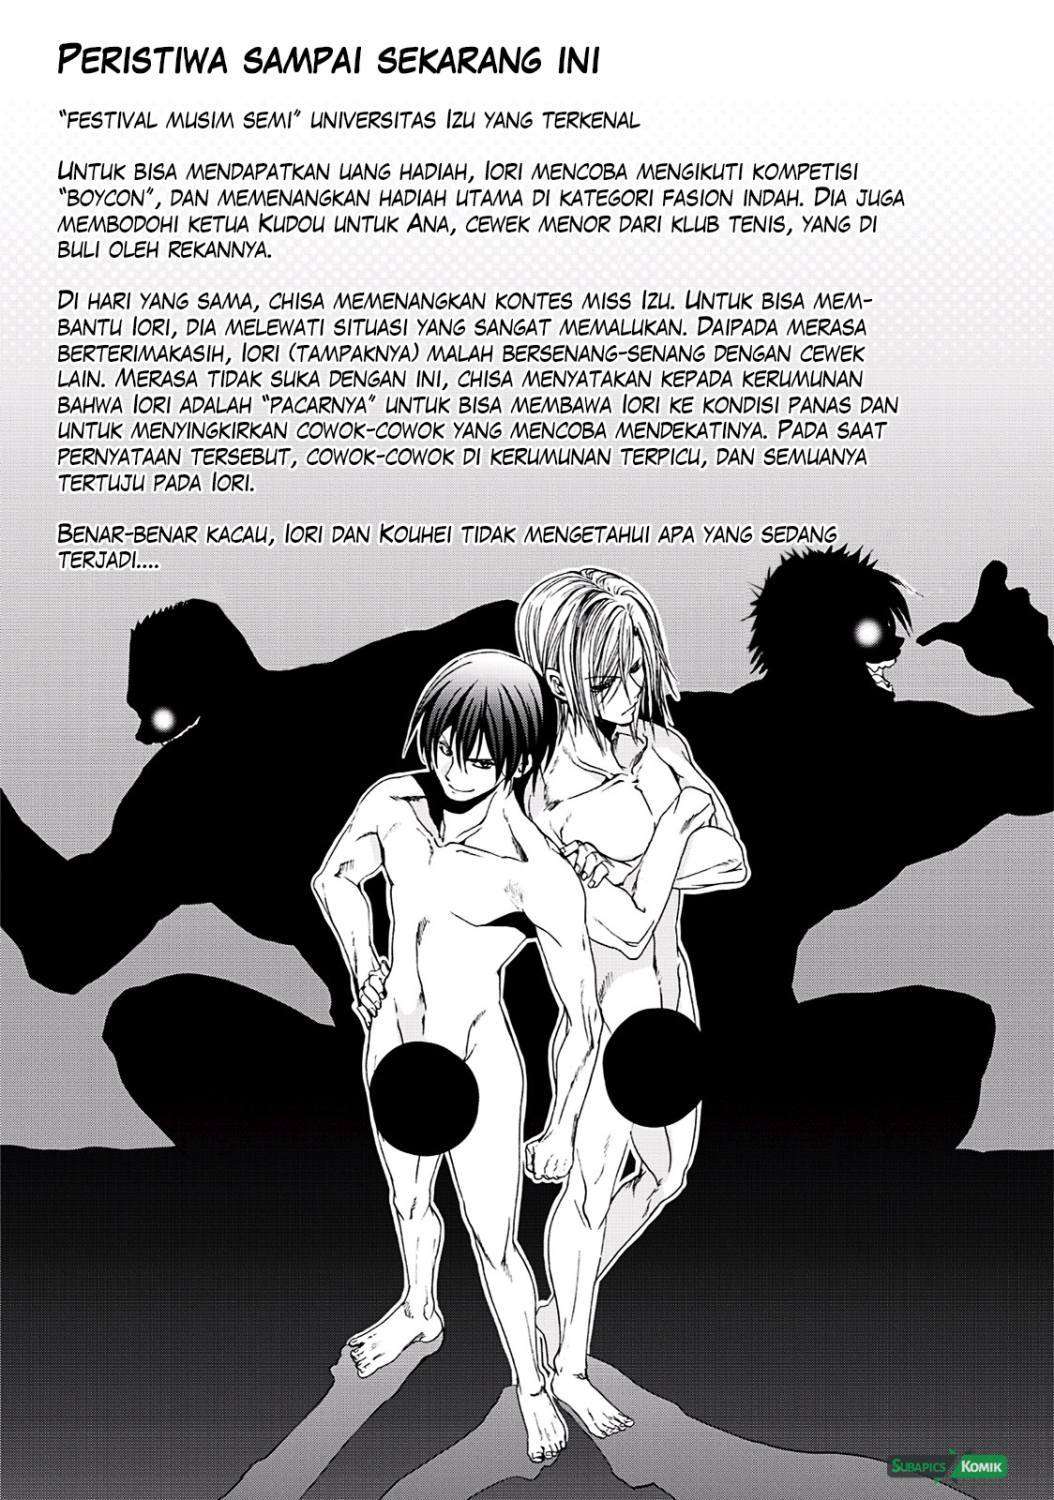 PERISTIWA SAMPAI SEKARANG INI
"FESTIVAL MUSIM SEMI" UNIVERSITAS IZU YANG TERKENAL
UNTUK BISA MENDAPATKAN UANG HADIAH, IORI MENCOBA MENGIKUTI KOMPETISI
"BOYCON", DAN MEMENANGKAN HADIAH UTAMA DI KATEGORI FASION INDAH. DIA JUGA
MEMBODOHI KETUA KUDOU UNTUK ANA, CEWEK MENOR DARI KLUB TENIS, YANG DI
BULI OLEH REKANNYA.
DI HARI YANG SAMA, CHISA MEMENANGKAN KONTES MISS IZU. UNTUK BISA MEM-
BANTU IORI, DIA MELEWATI SITUASI YANG SANGAT MEMALUKAN. DAIPADA MERASA
BERTERIMAKASIH, IORI (TAMPAKNYA) MALAH BERSENANG-SENANG DENGAN CEWEK
LAIN. MERASA TIDAK SUKA DENGAN INI, CHISA MENYATAKAN KEPADA KERUMUNAN
BAHWA IORI ADALAH "PACARNYA" UNTUK BISA MEMBAWA IORI KE KONDISI PANAS DAN
UNTUK MENYINGKIRKAN COWOK-COWOK YANG MENCOBA MENDEKATINYA. PADA SAAT
PERNYATAAN TERSEBUT, COWOK-COWOK DI KERUMUNAN TERPICU, DAN SEMUANYA
TERTUJU PADA IORI.
BENAR-BENAR KACAU, IORI DAN KOUHEI TIDAK MENGETAHUI APA YANG SEDANG
TERJADI....
SUBAPICS KOMIK